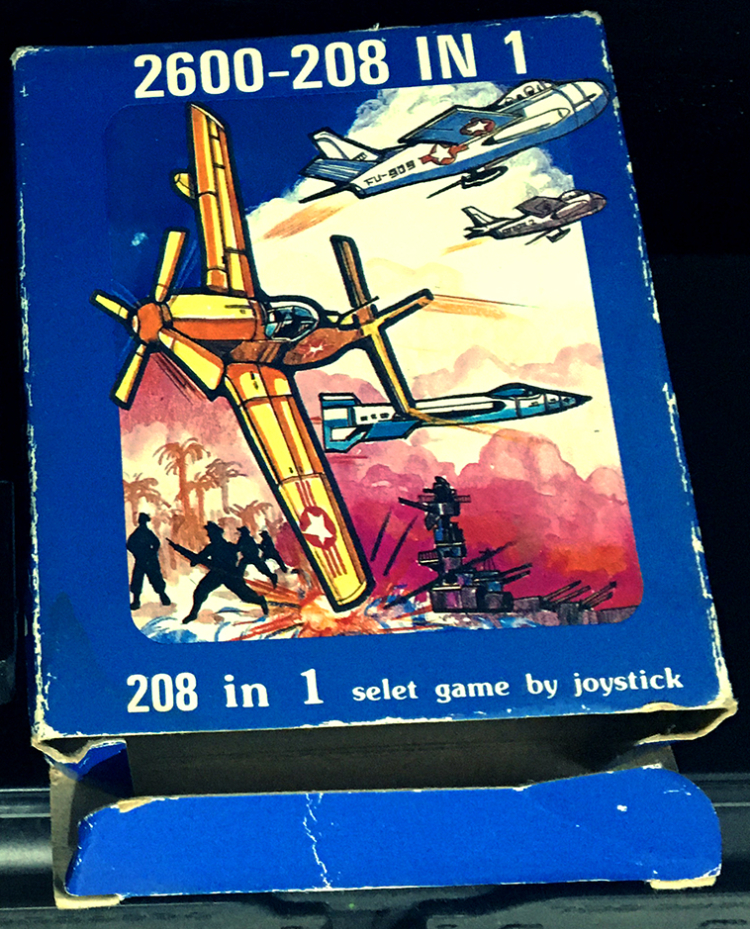 2600-208 IN 1
FU-909
208 in 1 selet game by joystick